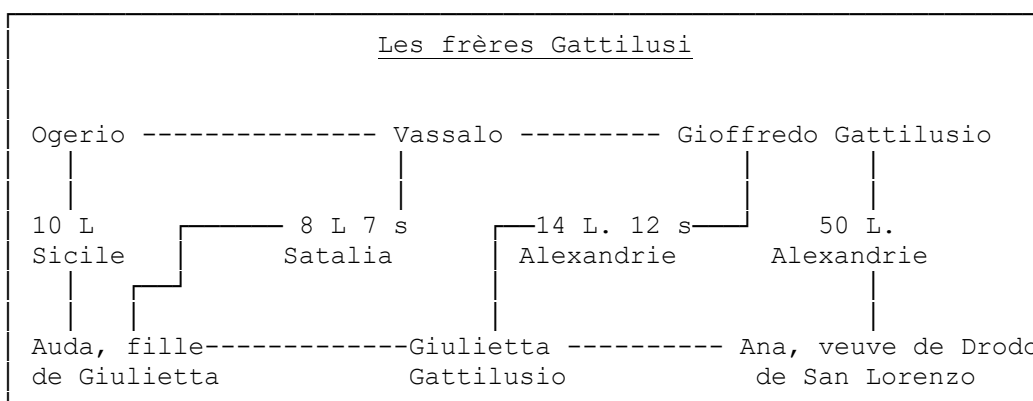 Les frères Gattilusi
Ogerio --------------- Vassalo --------- Gioffredo Gattilusio
10 L 8 L 7 s 14 L. 12 s 50 L.
Sicile Satalia Alexandrie Alexandrie
Auda, fille-------------Giulietta ---------- Ana, veuve de Drodo
de Giulietta Gattilusio de San Lorenzo